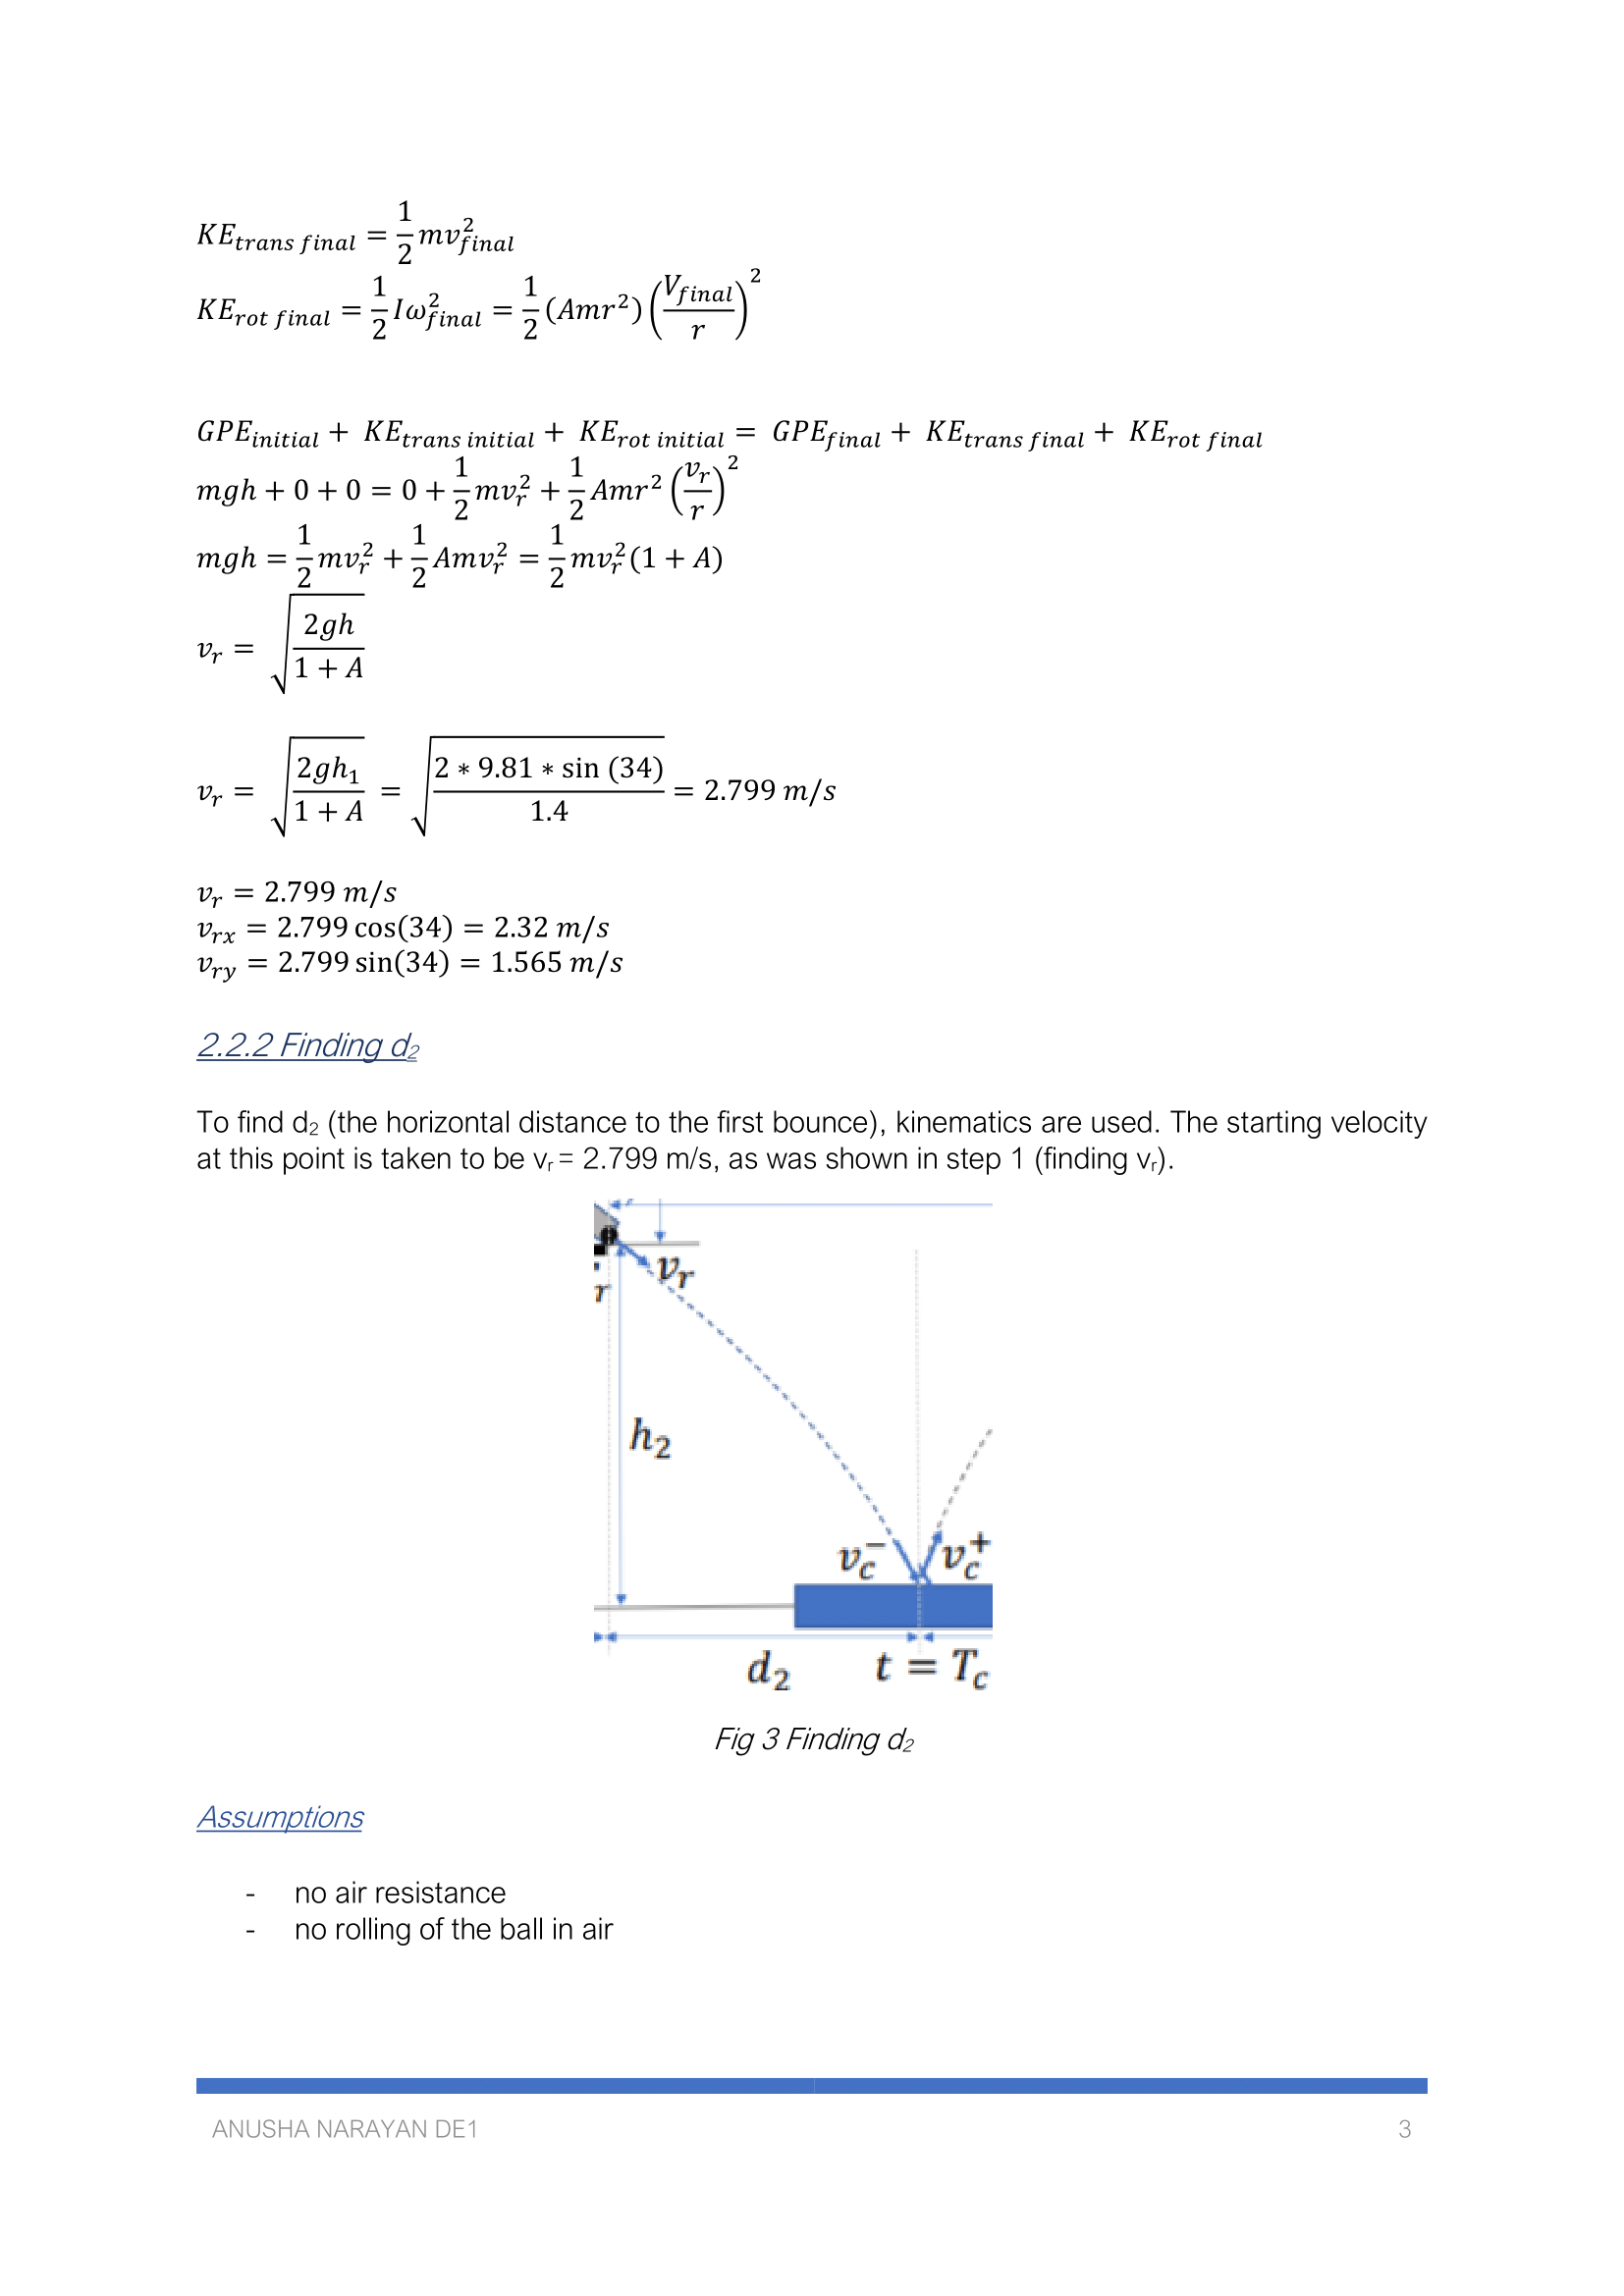 KE_{trans final} = \frac{1}{2} mv_{final}^2
KE_{rot final} = \frac{1}{2} Iω_{final}^2 = \frac{1}{2} (Amr^2) \left(\frac{V_{final}}{r}\right)^2
GPE_{initial} + KE_{trans initial} + KE_{rot initial} = GPE_{final} + KE_{trans final} + KE_{rot final}
mgh + 0 + 0 = 0 + \frac{1}{2} mv_r^2 + \frac{1}{2} Amr^2 \left(\frac{v_r}{r}\right)^2
mgh = \frac{1}{2} mv_r^2 + \frac{1}{2} Amv_r^2 = \frac{1}{2} mv_r^2 (1 + A)
v_r = \sqrt{\frac{2gh}{1 + A}}
v_r = \sqrt{\frac{2gh_1}{1 + A}} = \sqrt{\frac{2 * 9.81 * sin (34)}{1.4}} = 2.799 m/s
v_r = 2.799 m/s
v_{rx} = 2.799 cos(34) = 2.32 m/s
v_{ry} = 2.799 sin(34) = 1.565 m/s
2.2.2 Finding d₂
To find d₂ (the horizontal distance to the first bounce), kinematics are used. The starting velocity
at this point is taken to be vᵣ = 2.799 m/s, as was shown in step 1 (finding vᵣ).
v_r
r
h_2
v_c^- v_c^+
d_2 t = T_c
Fig 3 Finding d₂
Assumptions
- no air resistance
- no rolling of the ball in air
ANUSHA NARAYAN DE1 3